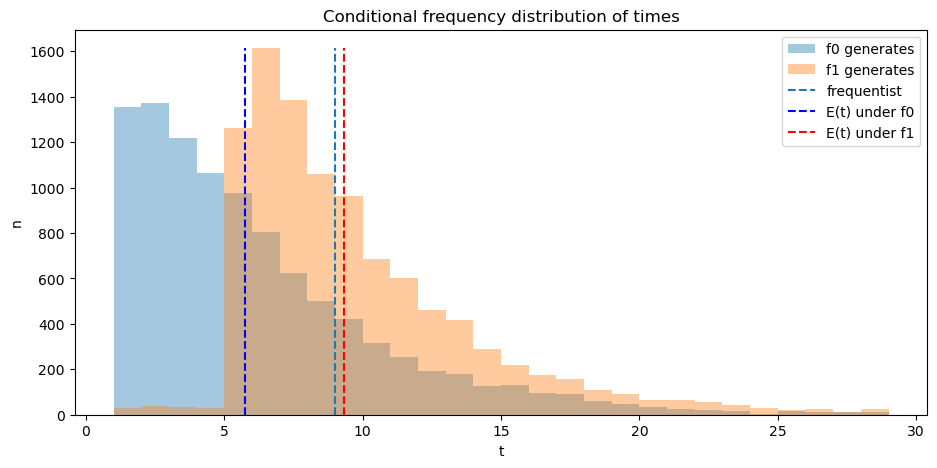 Conditional frequency distribution of times
f0 generates
f1 generates
frequentist
E(t) under f0
E(t) under f1
n
1600
1400
1200
1000
800
600
400
200
0
0 5 10 15 20 25 30
t